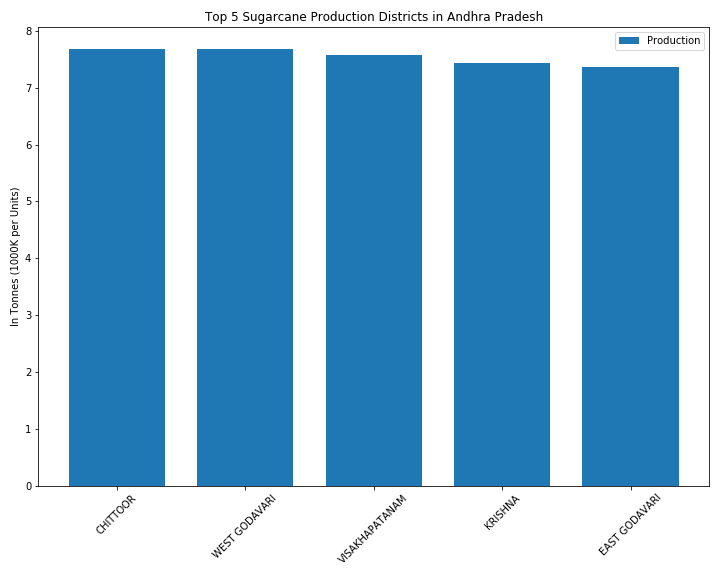 Top 5 Sugarcane Production Districts in Andhra Pradesh
Production
In Tonnes (1000K per Units)
8
7
6
5
4
3
2
1
0
CHITTOOR
WEST GODAVARI
VISAKHAPATANAM
KRISHNA
EAST GODAVARI